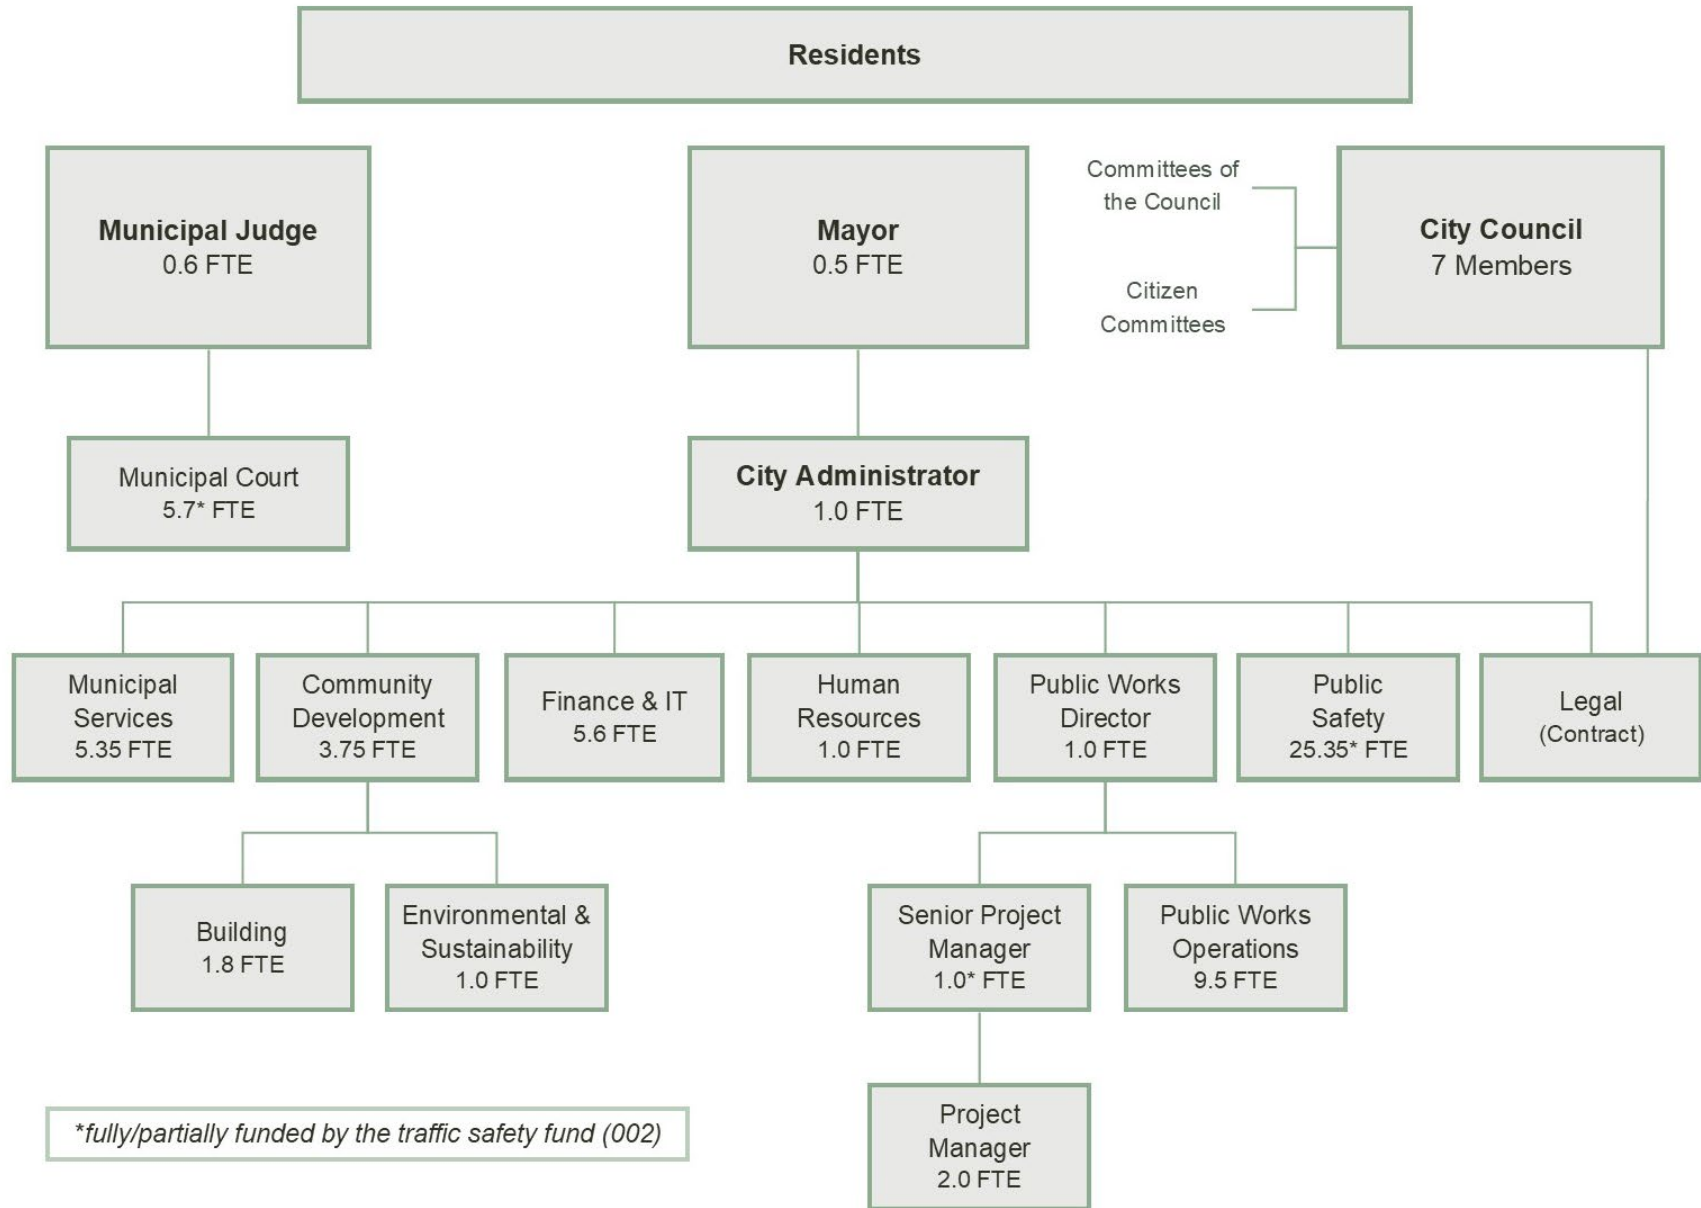 Residents
Municipal Judge
0.6 FTE
Mayor
0.5 FTE
Committees of
the Council
Citizen
Committees
City Council
7 Members
Municipal Court
5.7* FTE
City Administrator
1.0 FTE
Municipal
Services
5.35 FTE
Community
Development
3.75 FTE
Finance & IT
5.6 FTE
Human
Resources
1.0 FTE
Public Works
Director
1.0 FTE
Public
Safety
25.35* FTE
Legal
(Contract)
Building
1.8 FTE
Environmental &
Sustainability
1.0 FTE
Senior Project
Manager
1.0* FTE
Public Works
Operations
9.5 FTE
Project
Manager
2.0 FTE
*fully/partially funded by the traffic safety fund (002)